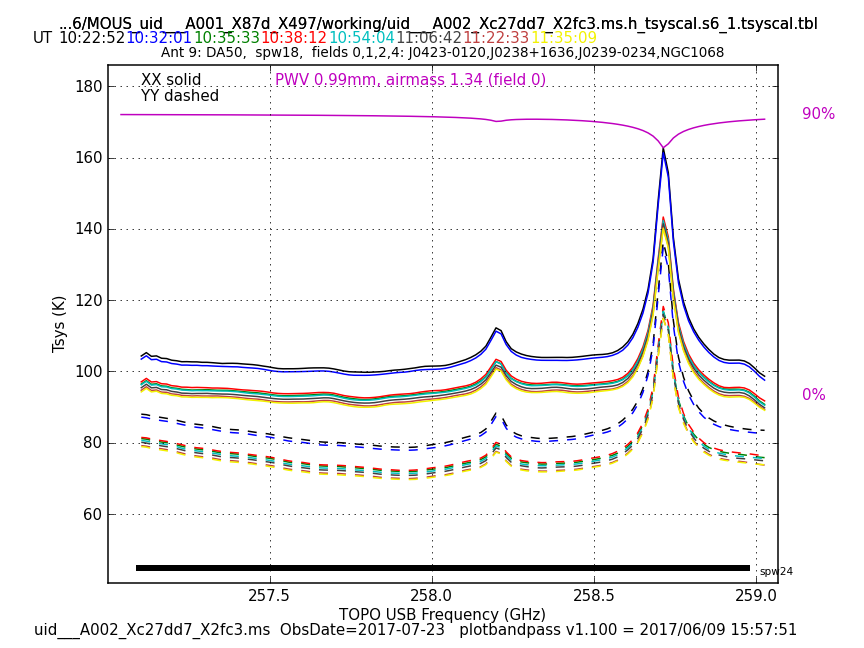 ...6/MOUS_uid___A001_X87d_X497/working/uid___A002_Xc27dd7_X2fc3.ms.h_tsyscal.s6_1.tsyscal.tbl
UT 10:22:52 10:32:01 10:35:33 10:38:12 10:54:04 11:06:42 11:22:33 11:35:09
Ant 9: DA50,  spw18,  fields 0,1,2,4: J0423-0120,J0238+1636,J0239-0234,NGC1068
XX solid
YY dashed
PWV 0.99mm, airmass 1.34 (field 0)
90%
0%
180
160
140
120
100
80
60
Tsys (K)
spw24
257.5
258.0
258.5
259.0
TOPO USB Frequency (GHz)
uid___A002_Xc27dd7_X2fc3.ms  ObsDate=2017-07-23   plotbandpass v1.100 = 2017/06/09 15:57:51